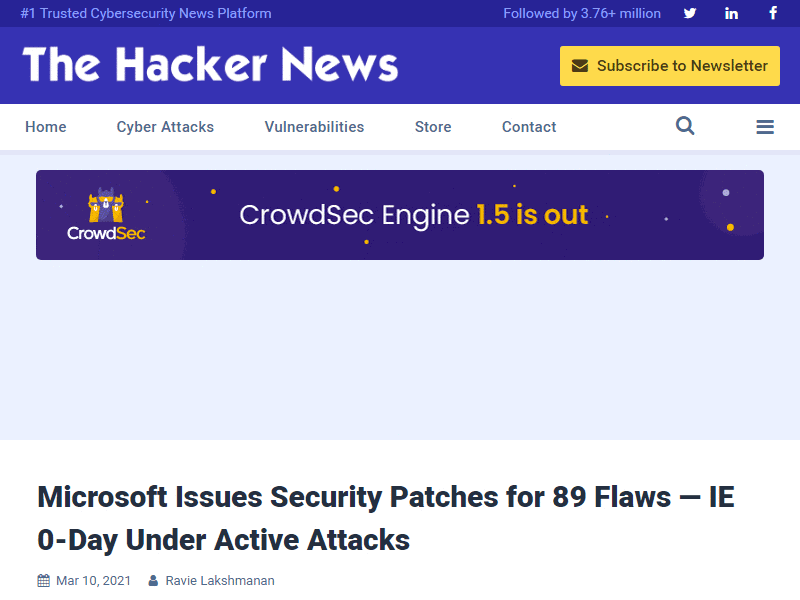 #1 Trusted Cybersecurity News Platform
Followed by 3.76+ million
The Hacker News
Subscribe to Newsletter
Home
Cyber Attacks
Vulnerabilities
Store
Contact
CrowdSec
CrowdSec Engine 1.5 is out
Microsoft Issues Security Patches for 89 Flaws — IE
0-Day Under Active Attacks
Mar 10, 2021
Ravie Lakshmanan